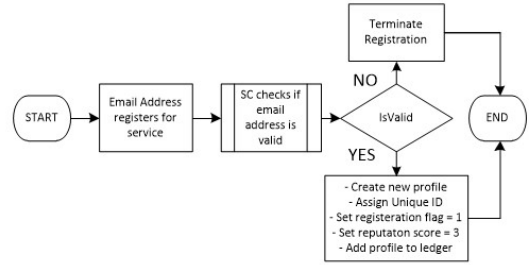 START
Email Address
registers for
service
SC checks if
email
address is
valid
IsValid
NO
Terminate
Registration
YES
- Create new profile
- Assign Unique ID
- Set registeration flag = 1
- Set reputaton score = 3
- Add profile to ledger
END